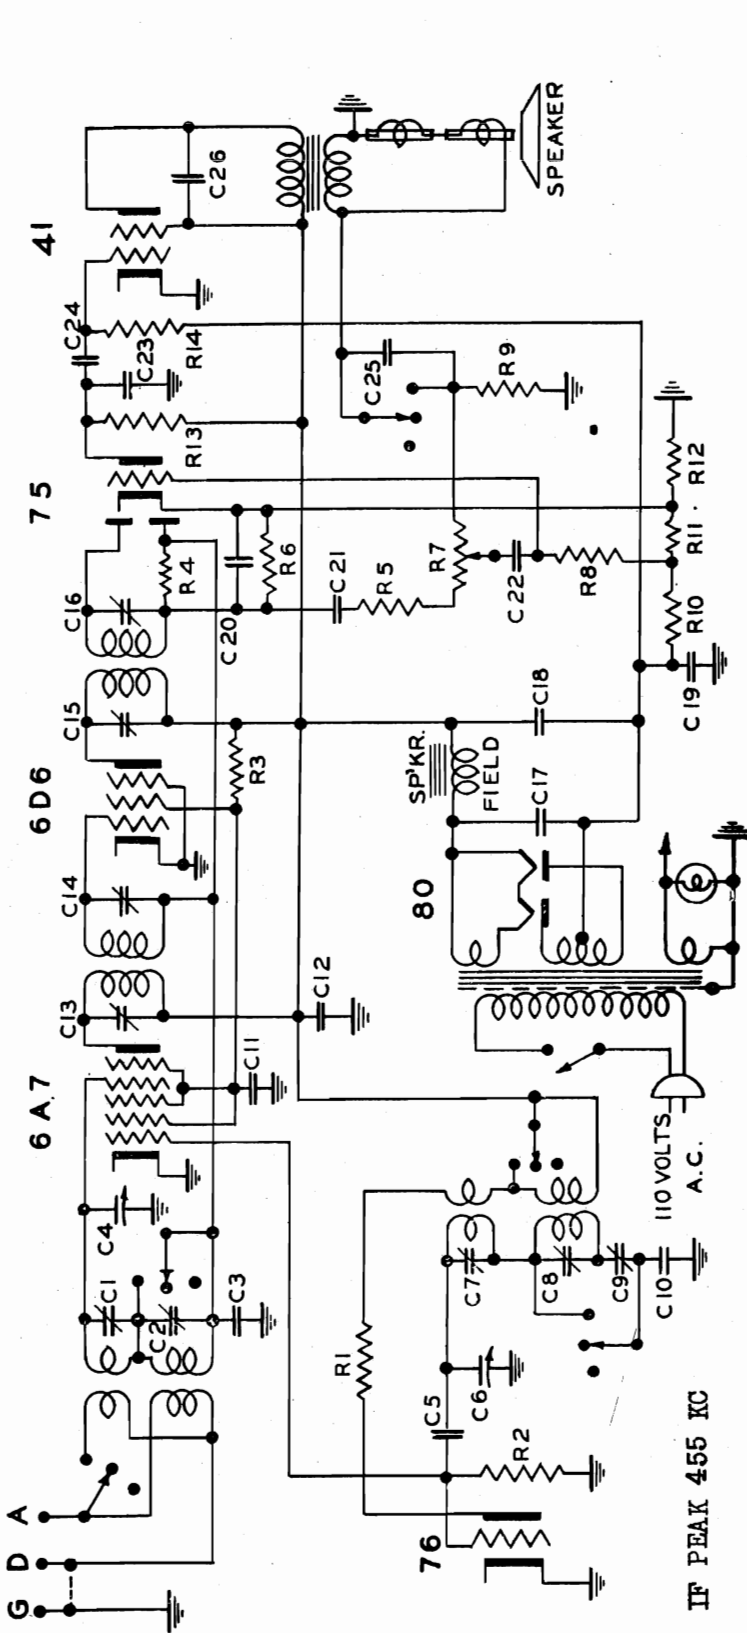 6A7
6D6
75
41
G
D
A
C1
C2
C3
C4
C13
C11
C12
C14
C15
R3
C16
R4
C20
R6
C21
R5
R7
C22
R8
R13
C23
C24
R14
C25
R9
C26
SPEAKER
R10
R11
R12
C19
C18
C17
SP'KR.
FIELD
80
110 VOLTS
A.C.
76
R1
R2
C5
C6
C7
C8
C9
C10
IF PEAK 455 KC